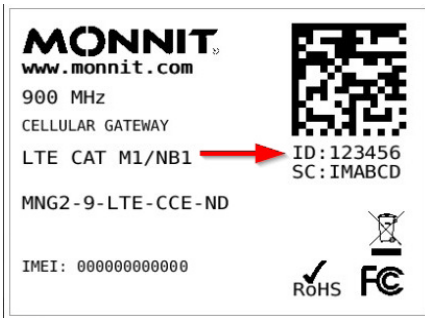 MONNIT®
www.monnit.com
900 MHz
CELLULAR GATEWAY
LTE CAT M1/NB1
ID:123456
SC:IMABCD
MNG2-9-LTE-CCE-ND
IMEI: 000000000000
RoHS
FC